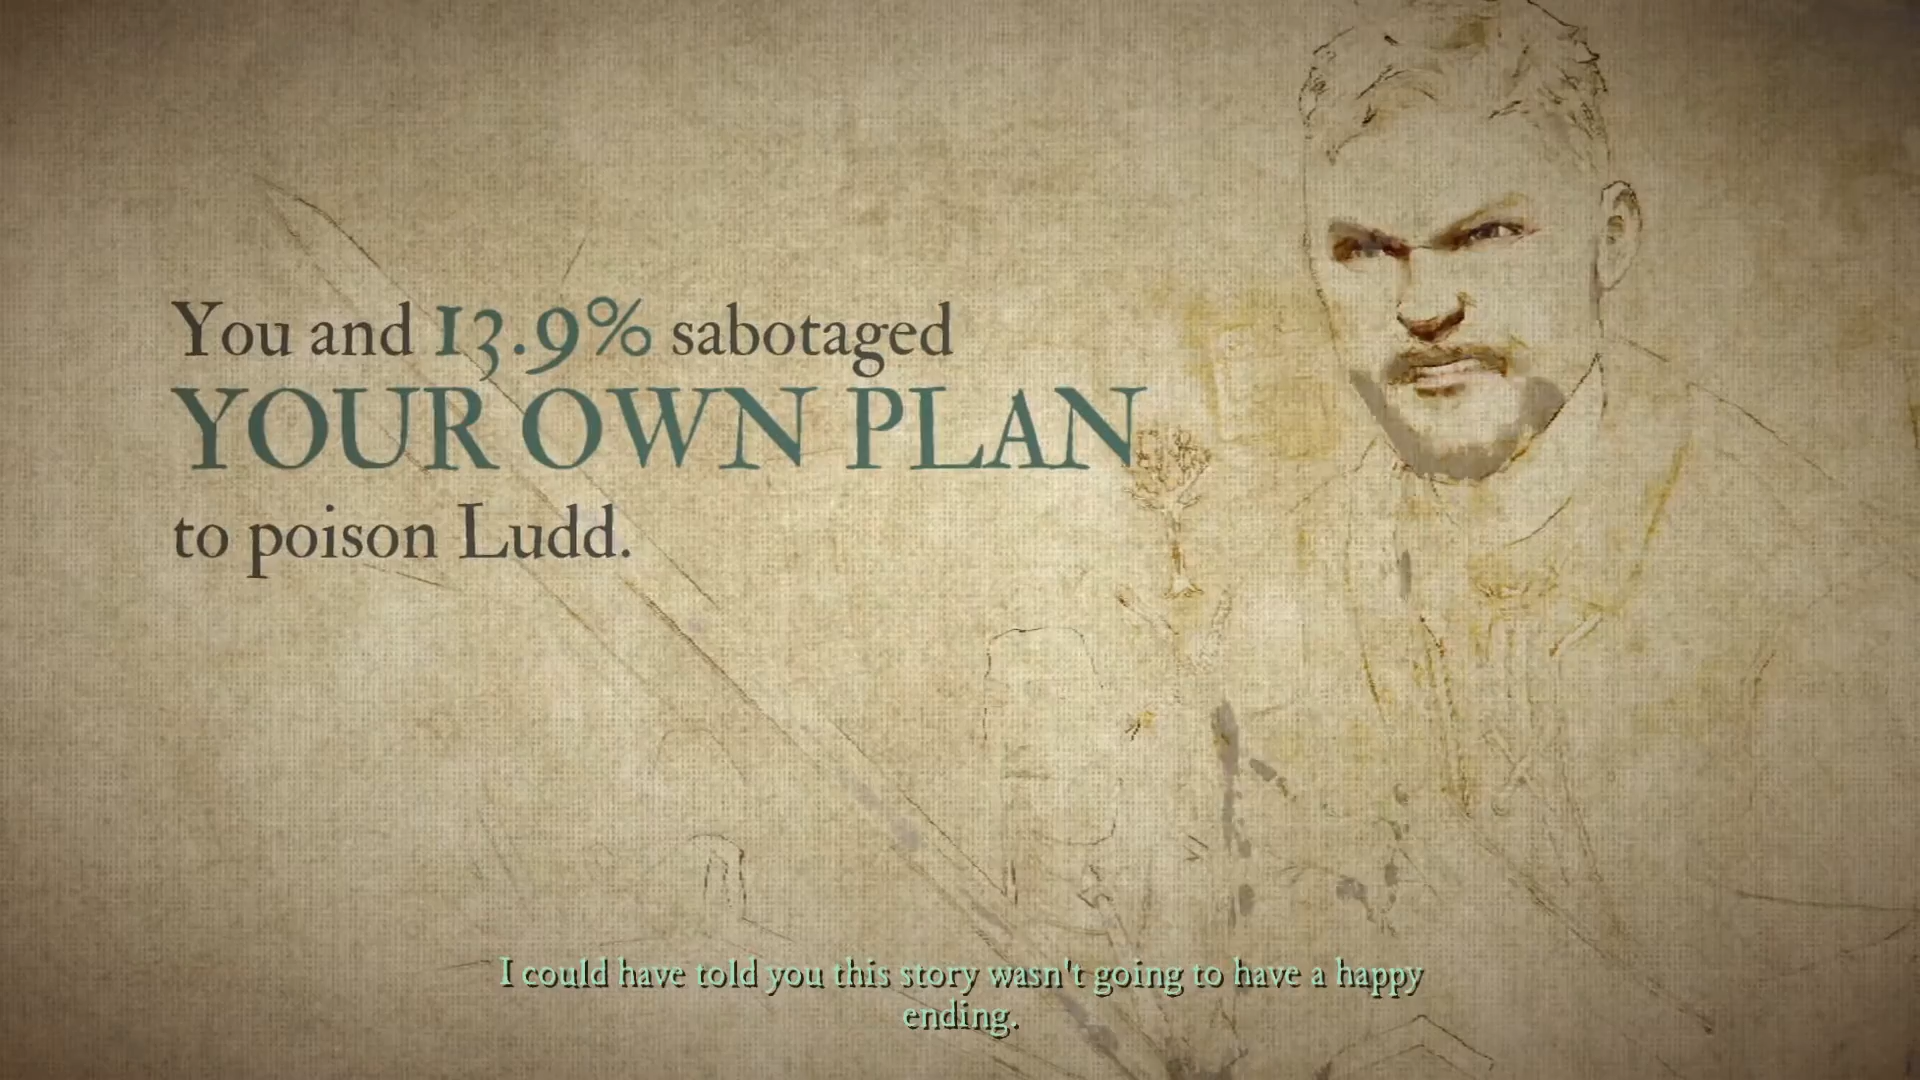 You and 13.9% sabotaged
YOUR OWN PLAN
to poison Ludd.
I could have told you this story wasn't going to have a happy
ending.